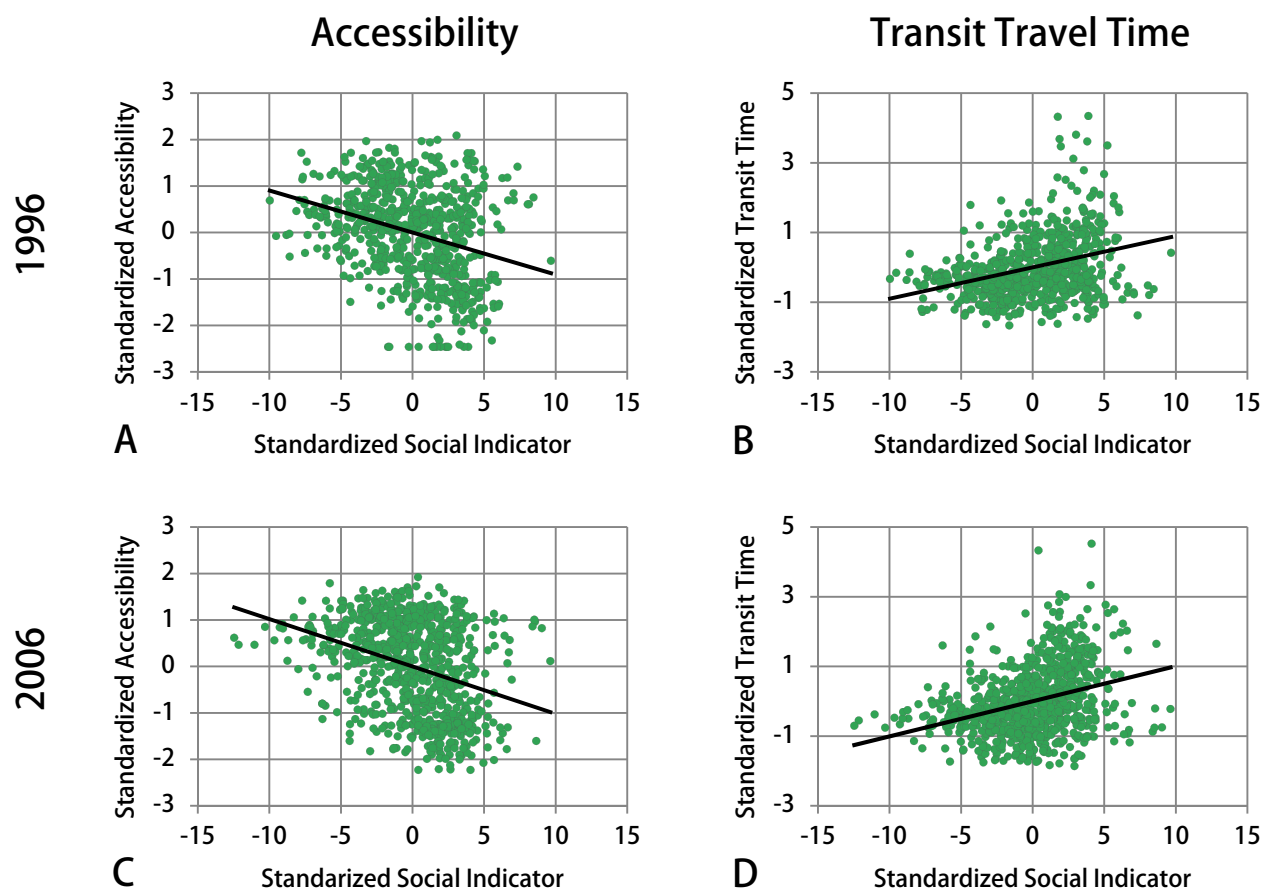 Accessibility
Transit Travel Time
1996
Standardized Accessibility
3
2
1
0
-1
-2
-3
-15 -10 -5 0 5 10 15
A
Standardized Social Indicator
Standardized Transit Time
5
3
1
-1
-3
-15 -10 -5 0 5 10 15
B
Standardized Social Indicator
2006
Standardized Accessibility
3
2
1
0
-1
-2
-3
-15 -10 -5 0 5 10 15
C
Standarized Social Indicator
Standardized Transit Time
5
3
1
-1
-3
-15 -10 -5 0 5 10 15
D
Standardized Social Indicator